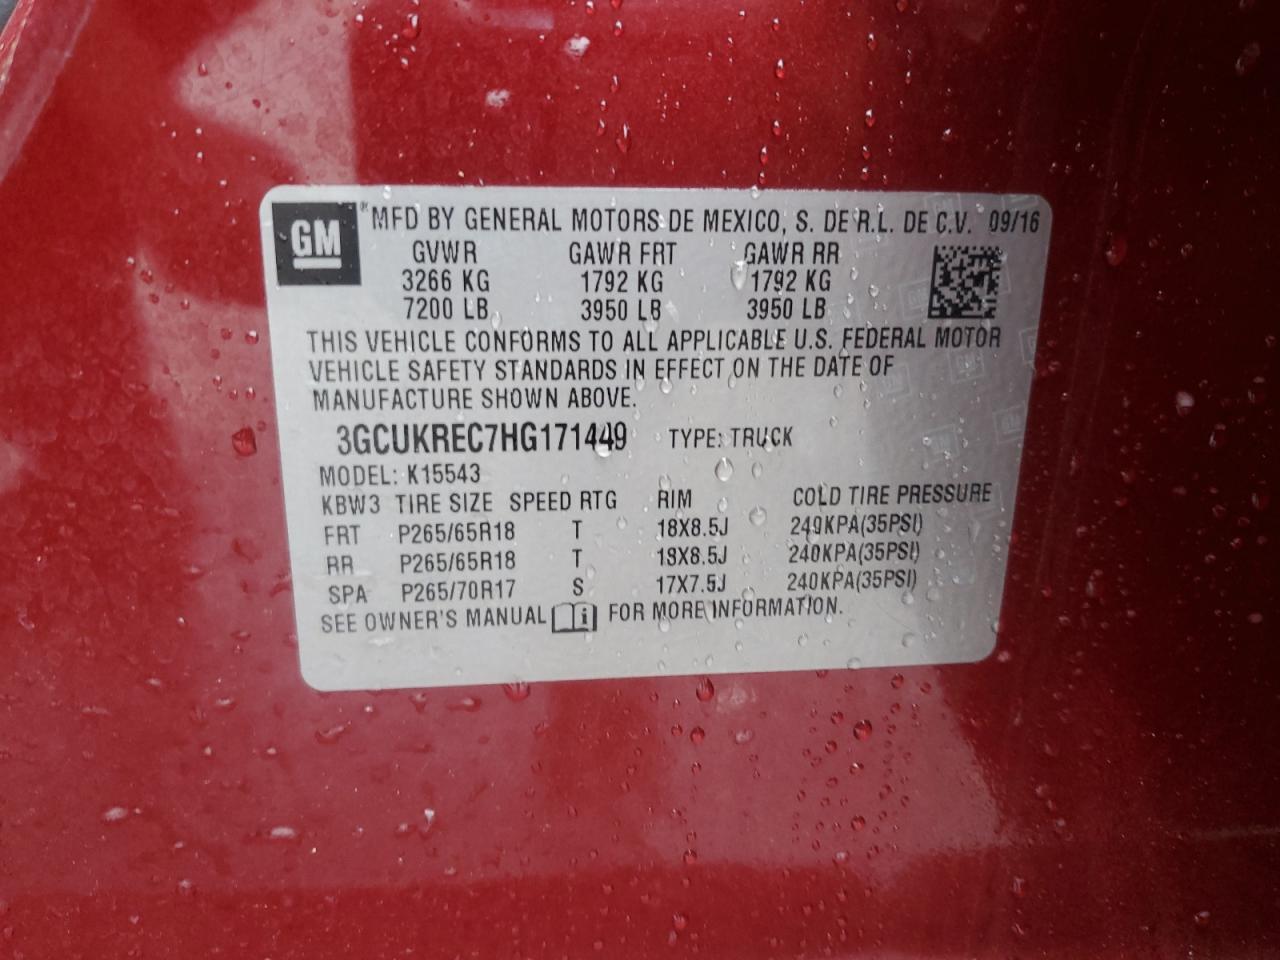 GM ® MFD BY GENERAL MOTORS DE MEXICO, S. DE R.L. DE C.V. 09/16
GVWR GAWR FRT GAWR RR
3266 KG 1792 KG 1792 KG
7200 LB 3950 LB 3950 LB
THIS VEHICLE CONFORMS TO ALL APPLICABLE U.S. FEDERAL MOTOR
VEHICLE SAFETY STANDARDS IN EFFECT ON THE DATE OF
MANUFACTURE SHOWN ABOVE.
3GCUKREC7HG171449 TYPE: TRUCK
MODEL: K15543
KBW3 TIRE SIZE SPEED RTG RIM COLD TIRE PRESSURE
FRT P265/65R18 T 18X8.5J 240KPA(35PSI)
RR P265/65R18 T 18X8.5J 240KPA(35PSI)
SPA P265/70R17 S 17X7.5J 240KPA(35PSI)
SEE OWNER'S MANUAL i FOR MORE INFORMATION.